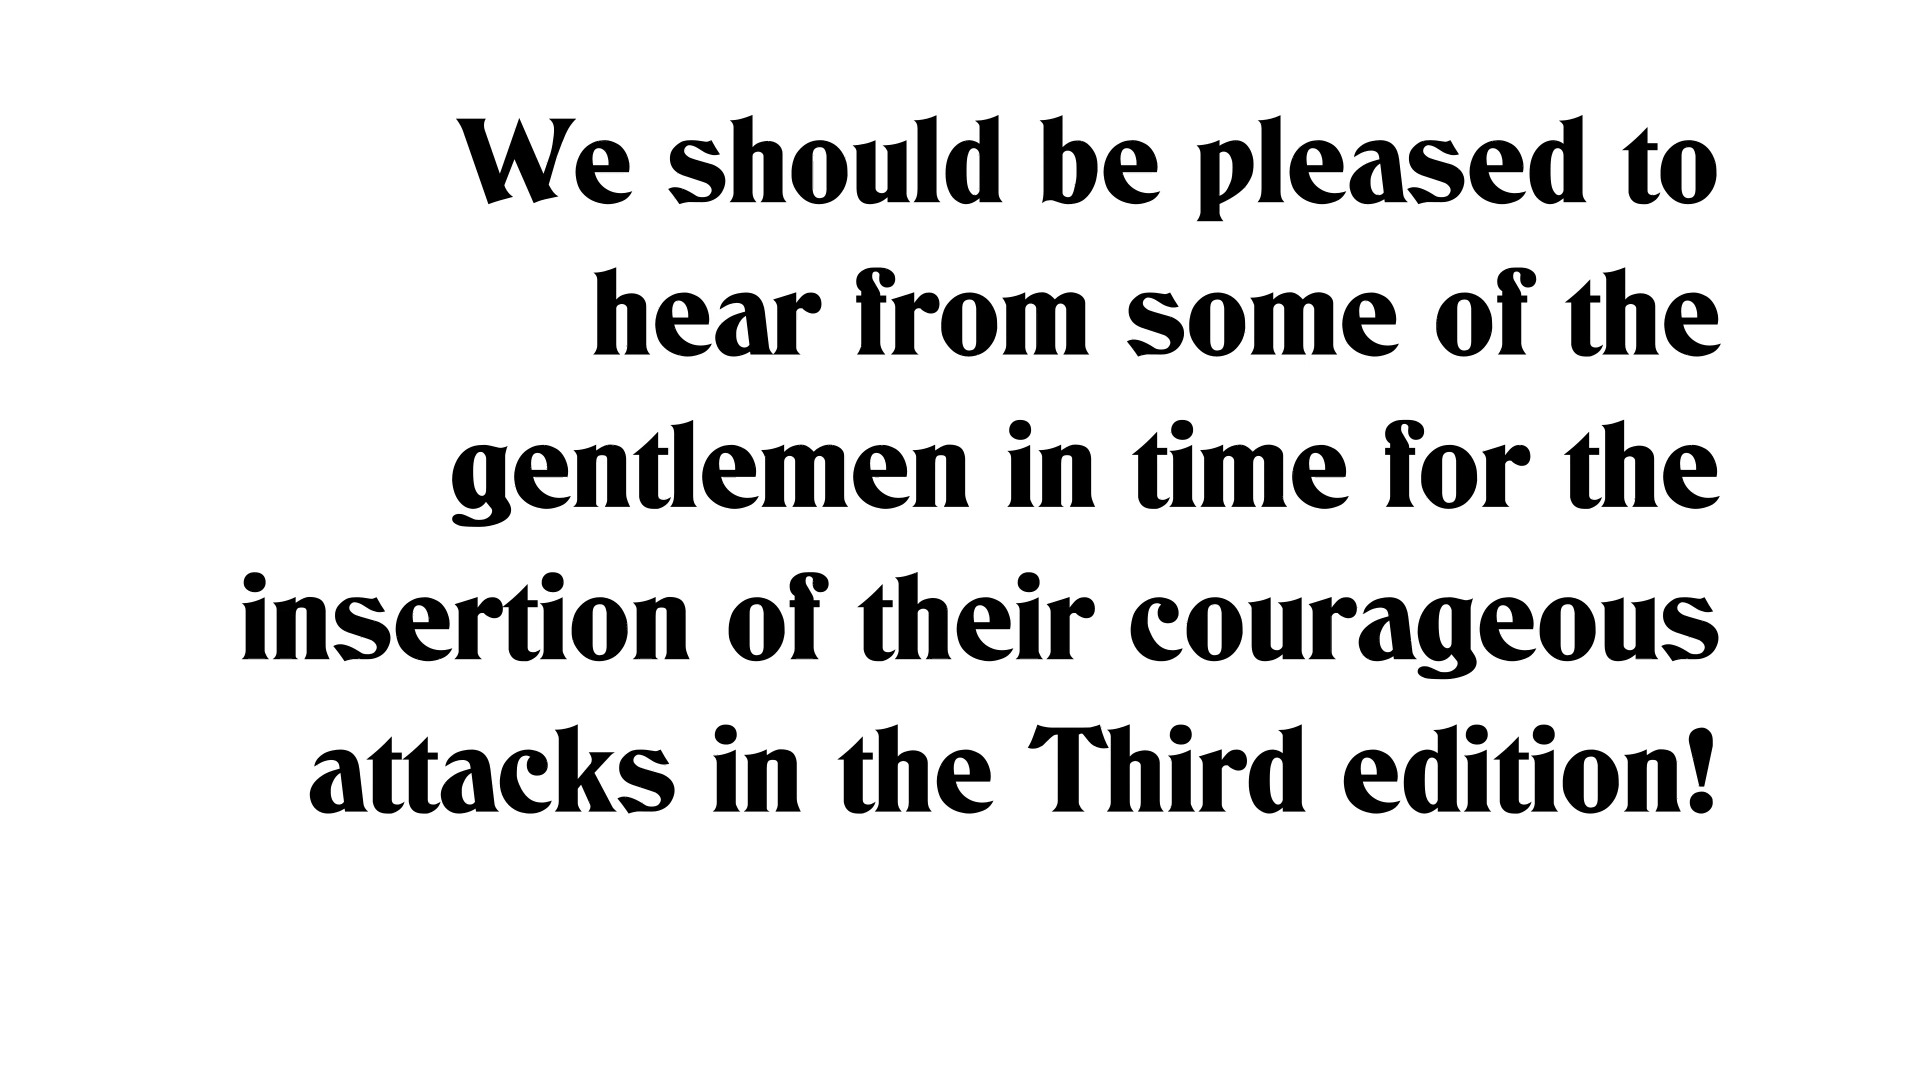 We should be pleased to
hear from some of the
gentlemen in time for the
insertion of their courageous
attacks in the Third edition!